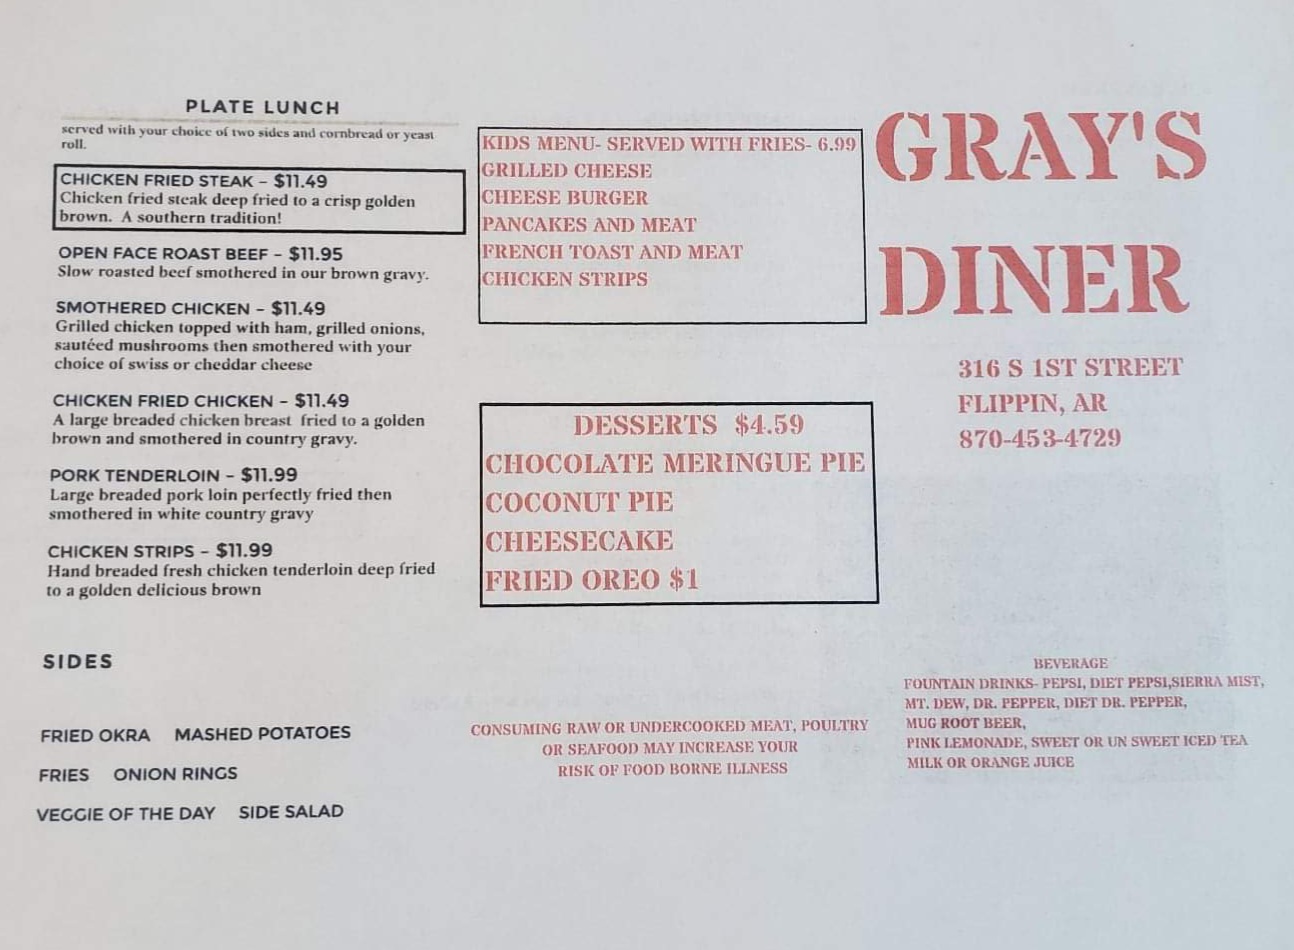 PLATE LUNCH
served with your choice of two sides and cornbread or yeast
roll.
CHICKEN FRIED STEAK - $11.49
Chicken fried steak deep fried to a crisp golden
brown. A southern tradition!
OPEN FACE ROAST BEEF - $11.95
Slow roasted beef smothered in our brown gravy.
SMOTHERED CHICKEN - $11.49
Grilled chicken topped with ham, grilled onions,
sautéed mushrooms then smothered with your
choice of swiss or cheddar cheese
CHICKEN FRIED CHICKEN - $11.49
A large breaded chicken breast fried to a golden
brown and smothered in country gravy.
PORK TENDERLOIN - $11.99
Large breaded pork loin perfectly fried then
smothered in white country gravy
CHICKEN STRIPS - $11.99
Hand breaded fresh chicken tenderloin deep fried
to a golden delicious brown
SIDES
FRIED OKRA MASHED POTATOES
FRIES ONION RINGS
VEGGIE OF THE DAY SIDE SALAD
KIDS MENU- SERVED WITH FRIES- 6.99
GRILLED CHEESE
CHEESE BURGER
PANCAKES AND MEAT
FRENCH TOAST AND MEAT
CHICKEN STRIPS
DESSERTS $4.59
CHOCOLATE MERINGUE PIE
COCONUT PIE
CHEESECAKE
FRIED OREO $1
CONSUMING RAW OR UNDERCOOKED MEAT, POULTRY
OR SEAFOOD MAY INCREASE YOUR
RISK OF FOOD BORNE ILLNESS
GRAY'S
DINER
316 S 1ST STREET
FLIPPIN, AR
870-453-4729
BEVERAGE
FOUNTAIN DRINKS- PEPSI, DIET PEPSI,SIERRA MIST,
MT. DEW, DR. PEPPER, DIET DR. PEPPER,
MUG ROOT BEER,
PINK LEMONADE, SWEET OR UN SWEET ICED TEA
MILK OR ORANGE JUICE